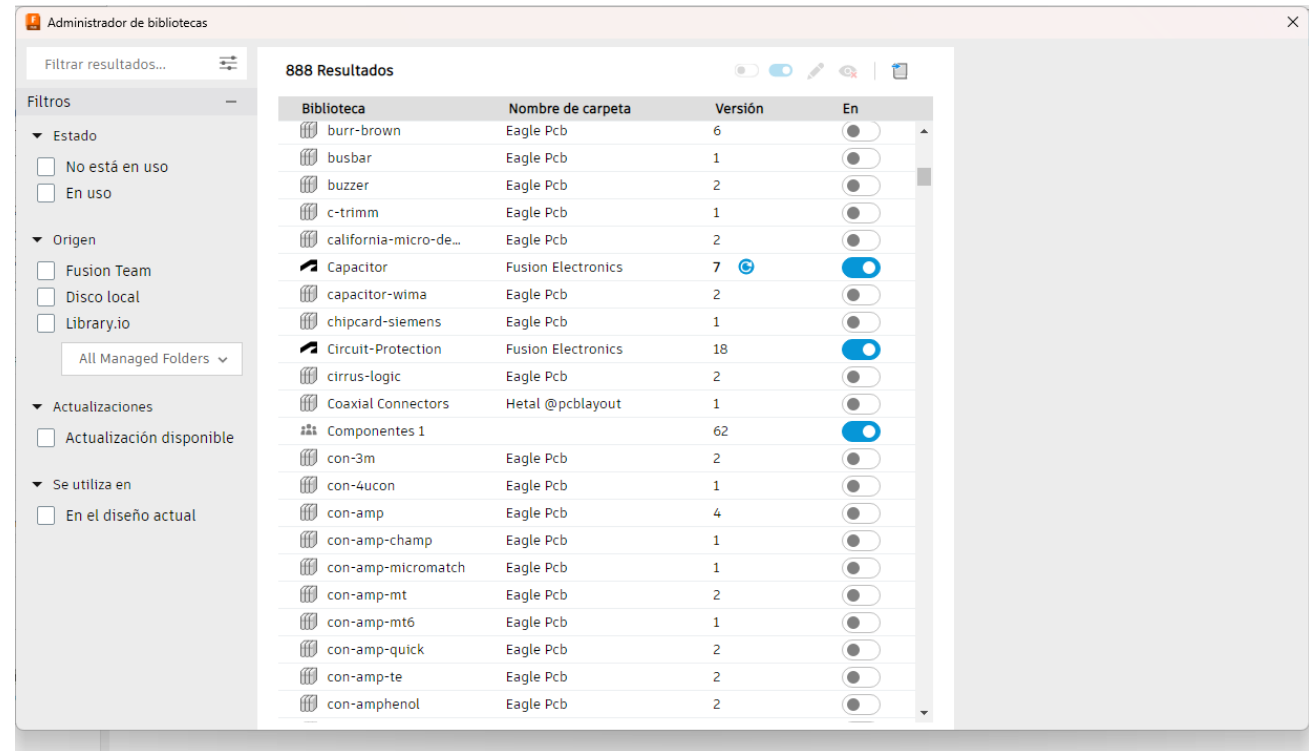 Administrador de bibliotecas
Filtrar resultados...
Filtros
Estado
No está en uso
En uso
Origen
Fusion Team
Disco local
Library.io
All Managed Folders
Actualizaciones
Actualización disponible
Se utiliza en
En el diseño actual
888 Resultados
Biblioteca Nombre de carpeta Versión En
burr-brown Eagle Pcb 6
busbar Eagle Pcb 1
buzzer Eagle Pcb 2
c-trimm Eagle Pcb 1
california-micro-de... Eagle Pcb 2
Capacitor Fusion Electronics 7
capacitor-wima Eagle Pcb 2
chipcard-siemens Eagle Pcb 1
Circuit-Protection Fusion Electronics 18
cirrus-logic Eagle Pcb 2
Coaxial Connectors Hetal @pcblayout 1
Componentes 1 62
con-3m Eagle Pcb 2
con-4ucon Eagle Pcb 1
con-amp Eagle Pcb 4
con-amp-champ Eagle Pcb 1
con-amp-micromatch Eagle Pcb 1
con-amp-mt Eagle Pcb 2
con-amp-mt6 Eagle Pcb 1
con-amp-quick Eagle Pcb 2
con-amp-te Eagle Pcb 2
con-amphenol Eagle Pcb 2